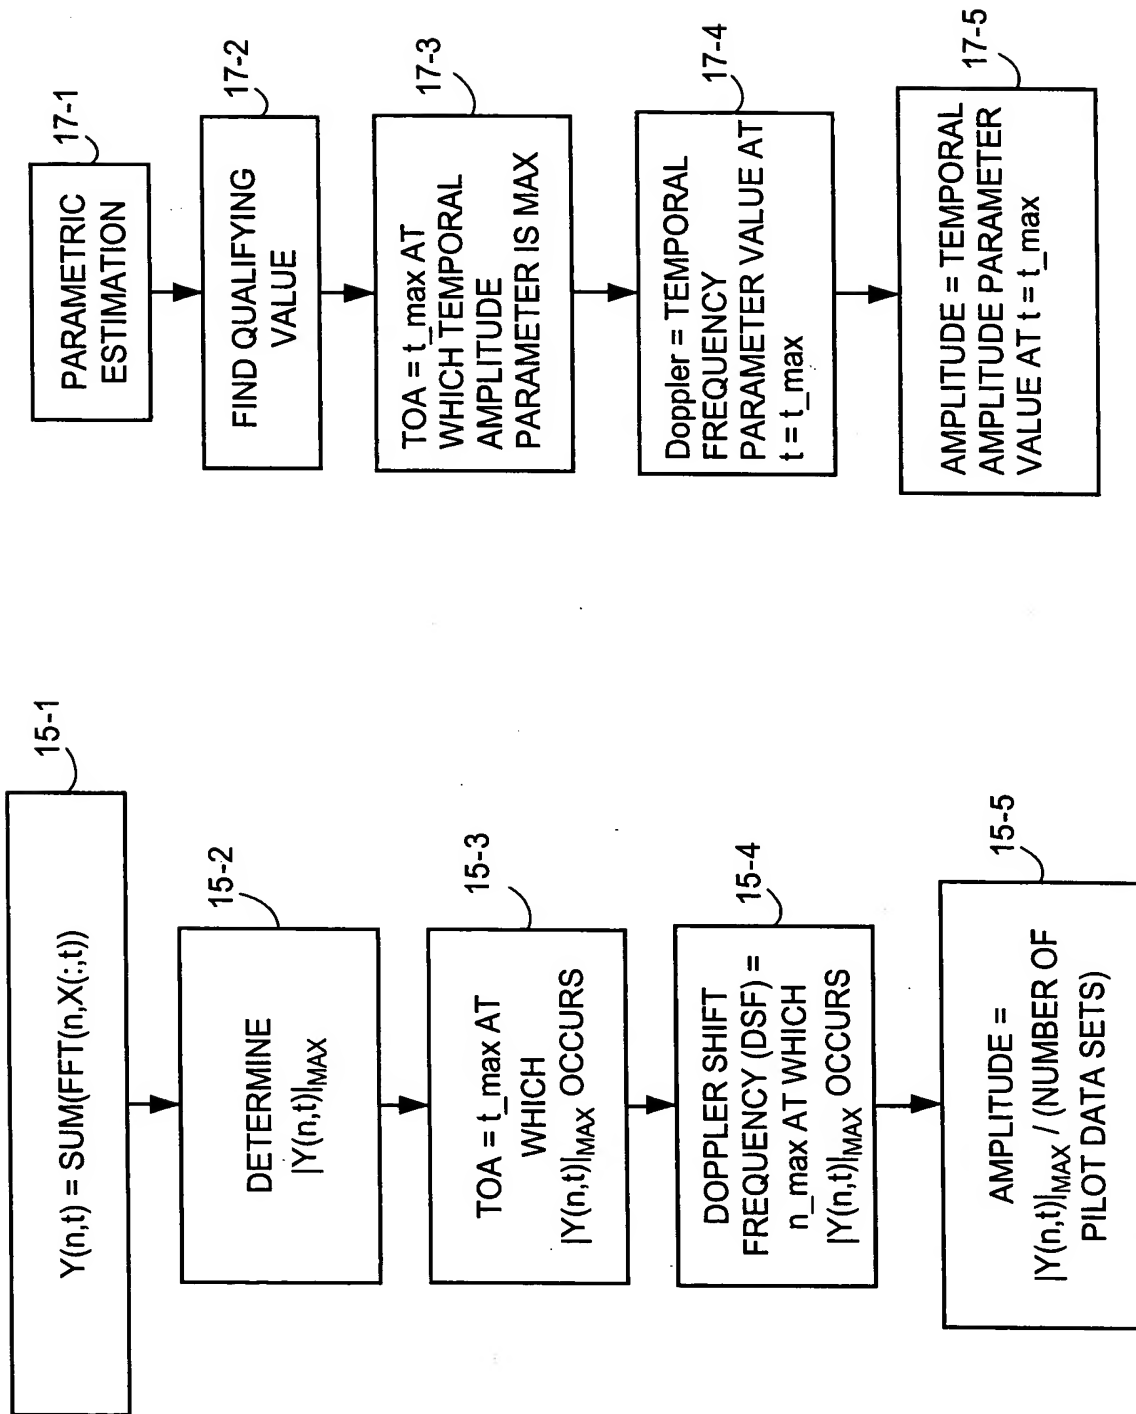 15-1
Y(n,t) = SUM(FFT(n,X(:,t))
15-2
DETERMINE
|Y(n,t)|MAX
15-3
TOA = t_max AT
WHICH
|Y(n,t)|MAX OCCURS
15-4
DOPPLER SHIFT
FREQUENCY (DSF) =
n_max AT WHICH
|Y(n,t)|MAX OCCURS
15-5
AMPLITUDE =
|Y(n,t)|MAX / (NUMBER OF
PILOT DATA SETS)
17-1
PARAMETRIC
ESTIMATION
17-2
FIND QUALIFYING
VALUE
17-3
TOA = t_max AT
WHICH TEMPORAL
AMPLITUDE
PARAMETER IS MAX
17-4
Doppler = TEMPORAL
FREQUENCY
PARAMETER VALUE AT
t = t_max
17-5
AMPLITUDE = TEMPORAL
AMPLITUDE PARAMETER
VALUE AT t = t_max